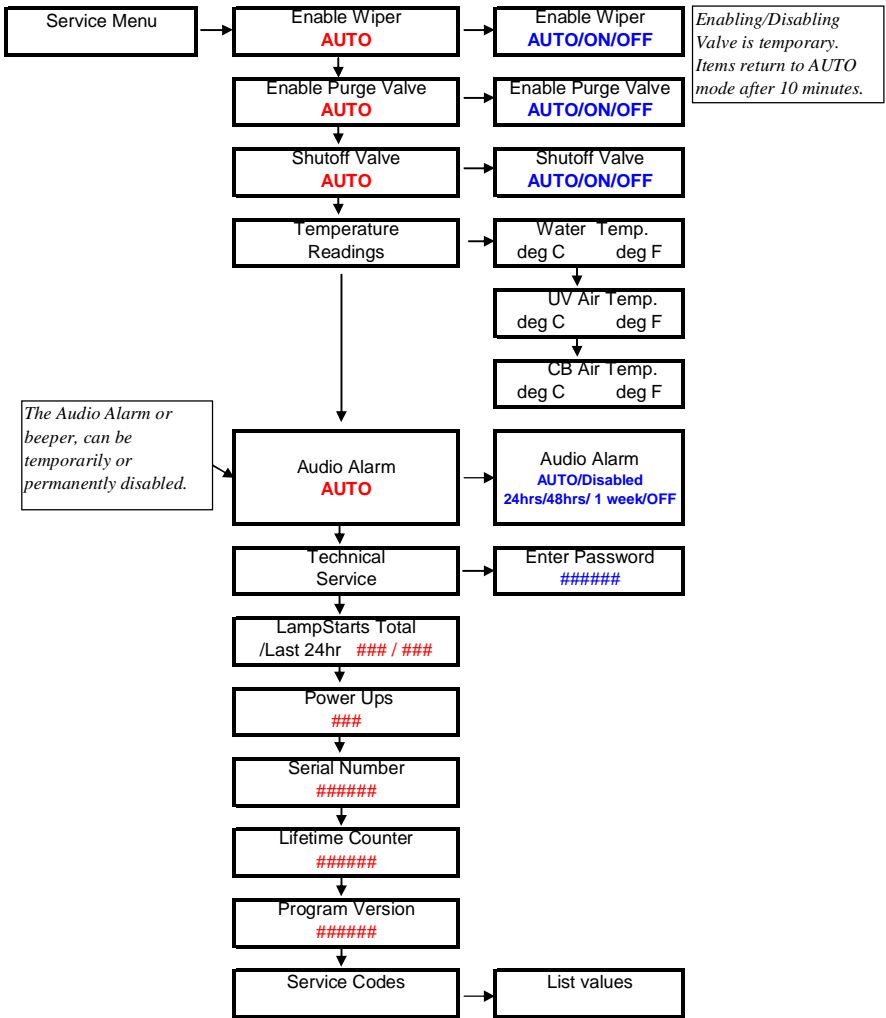 Service Menu
Enable Wiper
AUTO
Enable Wiper
AUTO/ON/OFF
Enabling/Disabling
Valve is temporary.
Items return to AUTO
mode after 10 minutes.
Enable Purge Valve
AUTO
Enable Purge Valve
AUTO/ON/OFF
Shutoff Valve
AUTO
Shutoff Valve
AUTO/ON/OFF
Temperature
Readings
Water Temp.
deg C deg F
UV Air Temp.
deg C deg F
CB Air Temp.
deg C deg F
The Audio Alarm or
beeper, can be
temporarily or
permanently disabled.
Audio Alarm
AUTO
Audio Alarm
AUTO/Disabled
24hrs/48hrs/ 1 week/OFF
Technical
Service
Enter Password
######
LampStarts Total
/Last 24hr ### / ###
Power Ups
###
Serial Number
######
Lifetime Counter
######
Program Version
######
Service Codes
List values